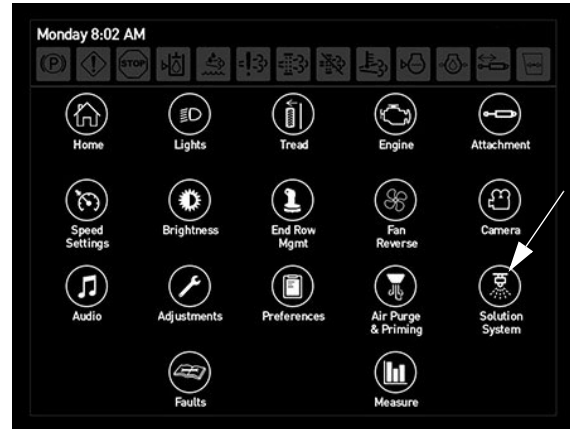 Monday 8:02 AM
(P) STOP
Home Lights Tread Engine Attachment
Speed Settings Brightness End Row Mgmt Fan Reverse Camera
Audio Adjustments Preferences Air Purge & Priming Solution System
Faults Measure